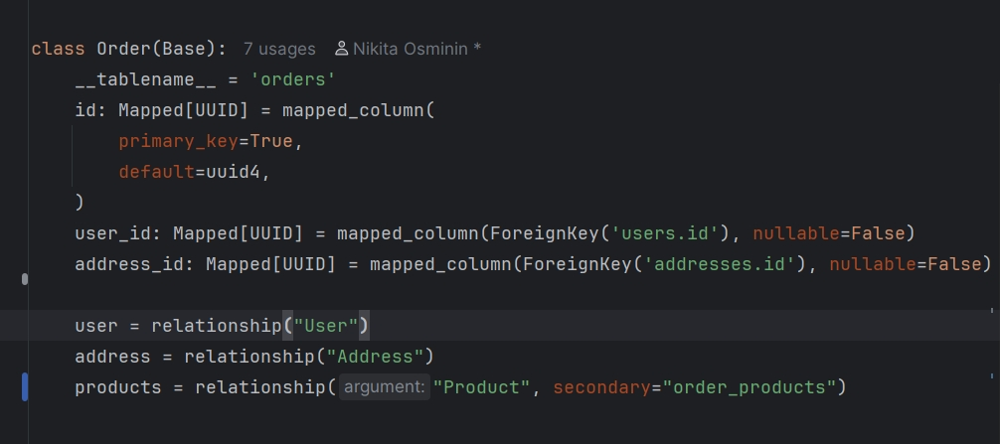 class Order(Base): 7 usages Nikita Osminin *
__tablename__ = 'orders'
id: Mapped[UUID] = mapped_column(
primary_key=True,
default=uuid4,
)
user_id: Mapped[UUID] = mapped_column(ForeignKey('users.id'), nullable=False)
address_id: Mapped[UUID] = mapped_column(ForeignKey('addresses.id'), nullable=False)
user = relationship("User")
address = relationship("Address")
products = relationship( argument: "Product", secondary="order_products")